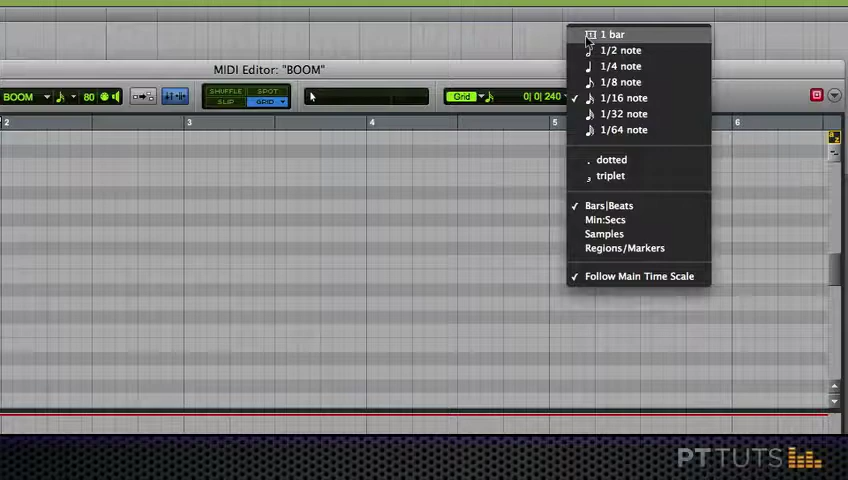 1 bar
1/2 note
1/4 note
1/8 note
1/16 note
1/32 note
1/64 note
dotted
triplet
Bars|Beats
Min:Secs
Samples
Regions/Markers
Follow Main Time Scale
MIDI Editor: "BOOM"
BOOM 80
SHUFFLE SPOT
SLIP GRID
Grid 0| 0| 240
2 3 4 5 6
a
z
PTTUTS